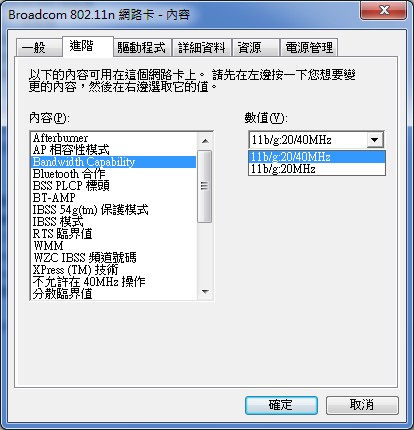 Broadcom 802.11n 網路卡 - 內容
一般 進階 驅動程式 詳細資料 資源 電源管理
以下的內容可用在這個網路卡上。 請先在左邊按一下您想要變
更的內容，然後在右邊選取它的值。
內容(P):
數值(V):
Afterburner
AP 相容性模式
Bandwidth Capability
Bluetooth 合作
BSS PLCP 標頭
BT-AMP
IBSS 54g(tm) 保護模式
IBSS 模式
RTS 臨界值
WMM
WZC IBSS 頻道號碼
XPress (TM) 技術
不允許在 40MHz 操作
分散臨界值
11b/g:20/40MHz
11b/g:20/40MHz
11b/g:20MHz
確定 取消